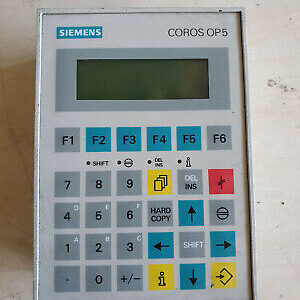 SIEMENS COROS OP5
F1 F2 F3 F4 F5 F6
SHIFT DEL INS i
7 8 9 DEL INS
4 D 5 E 6 F HARD COPY
1 A 2 B 3 C SHIFT
. 0 +/- i